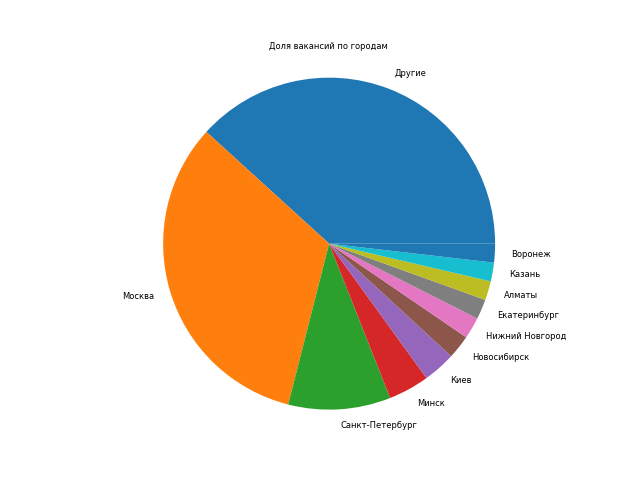 Доля вакансий по городам
Другие
Москва
Санкт-Петербург
Минск
Киев
Новосибирск
Нижний Новгород
Екатеринбург
Алматы
Казань
Воронеж